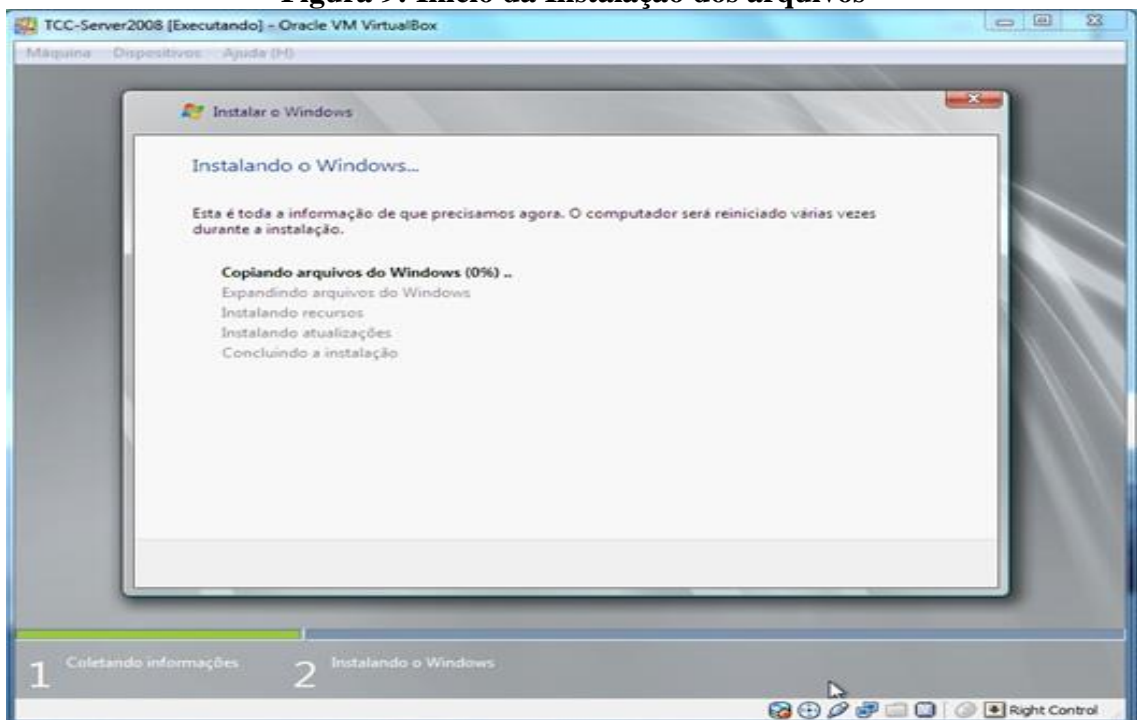 Figura 9: Início da Instalação dos arquivos
TCC-Server2008 [Executando] - Oracle VM VirtualBox
Máquina Dispositivos Ajuda (H)
Instalar o Windows
Instalando o Windows...
Esta é toda a informação de que precisamos agora. O computador será reiniciado várias vezes
durante a instalação.
Copiando arquivos do Windows (0%) ..
Expandindo arquivos do Windows
Instalando recursos
Instalando atualizações
Concluindo a instalação
1 Coletando informações 2 Instalando o Windows
Right Control